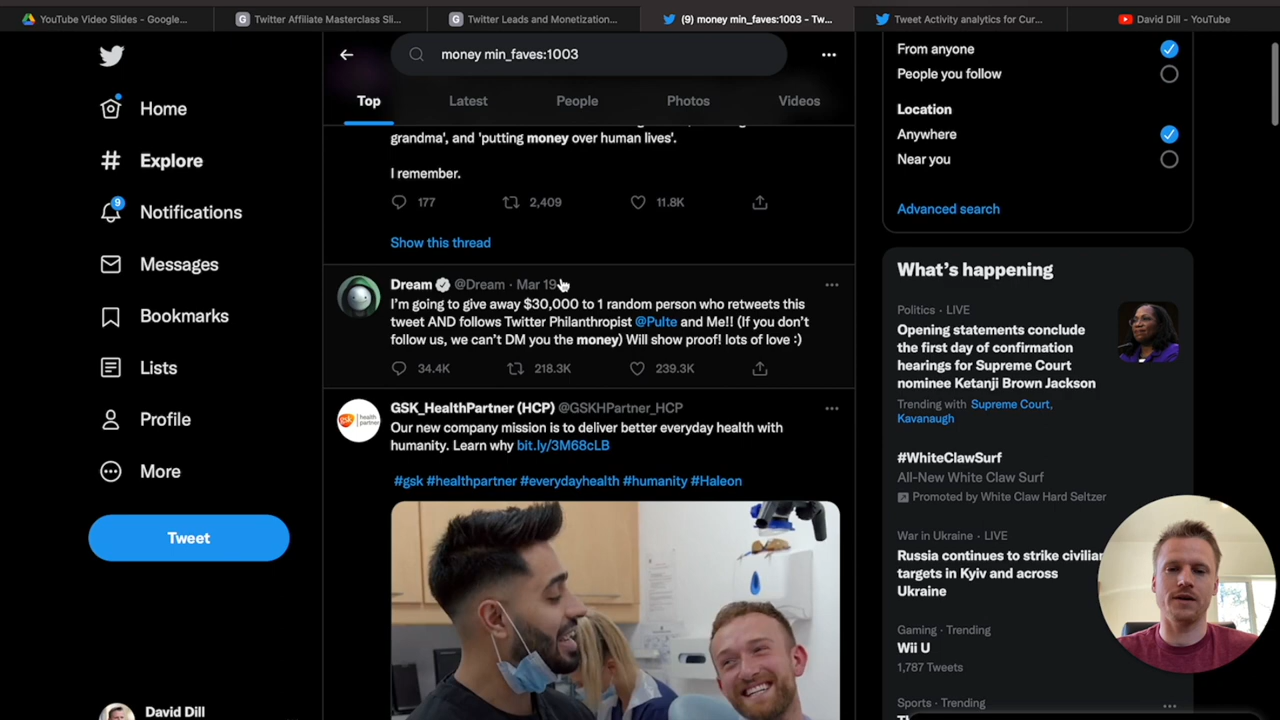 YouTube Video Slides - Google...
Twitter Affiliate Masterclass Sli...
Twitter Leads and Monetization...
(9) money min_faves:1003 - Tw...
Tweet Activity analytics for Cur...
David Dill - YouTube
Home
Explore
9
Notifications
Messages
Bookmarks
Lists
Profile
More
Tweet
David Dill
money min_faves:1003
Top
Latest
People
Photos
Videos
grandma', and 'putting money over human lives'.
I remember.
177
2,409
11.8K
Show this thread
Dream @Dream · Mar 19
I'm going to give away $30,000 to 1 random person who retweets this
tweet AND follows Twitter Philanthropist @Pulte and Me!! (If you don't
follow us, we can't DM you the money) Will show proof! lots of love :)
34.4K
218.3K
239.3K
GSK_HealthPartner (HCP) @GSKHPartner_HCP
Our new company mission is to deliver better everyday health with
humanity. Learn why bit.ly/3M68cLB
#gsk #healthpartner #everydayhealth #humanity #Haleon
gsk health partner
From anyone
People you follow
Location
Anywhere
Near you
Advanced search
What's happening
Politics · LIVE
Opening statements conclude
the first day of confirmation
hearings for Supreme Court
nominee Ketanji Brown Jackson
Trending with Supreme Court,
Kavanaugh
#WhiteClawSurf
All-New White Claw Surf
Promoted by White Claw Hard Seltzer
War in Ukraine · LIVE
Russia continues to strike civilian
targets in Kyiv and across
Ukraine
Gaming · Trending
Wii U
1,787 Tweets
Sports · Trending